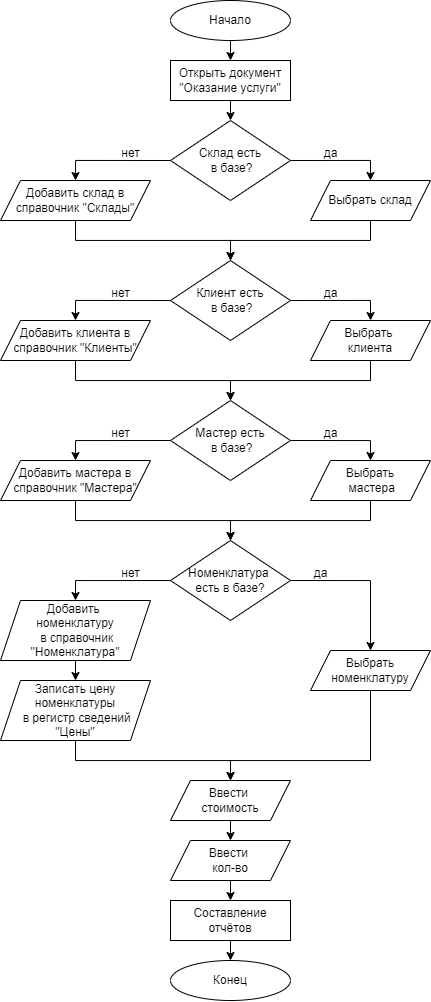 Начало
Открыть документ
"Оказание услуги"
Склад есть
в базе?
нет
да
Добавить склад в
справочник "Склады"
Выбрать склад
Клиент есть
в базе?
нет
да
Добавить клиента в
справочник "Клиенты"
Выбрать
клиента
Мастер есть
в базе?
нет
да
Добавить мастера в
справочник "Мастера"
Выбрать
мастера
Номенклатура
есть в базе?
нет
да
Добавить
номенклатуру
в справочник
"Номенклатура"
Записать цену
номенклатуры
в регистр сведений
"Цены"
Выбрать
номенклатуру
Ввести
стоимость
Ввести
кол-во
Составление
отчётов
Конец